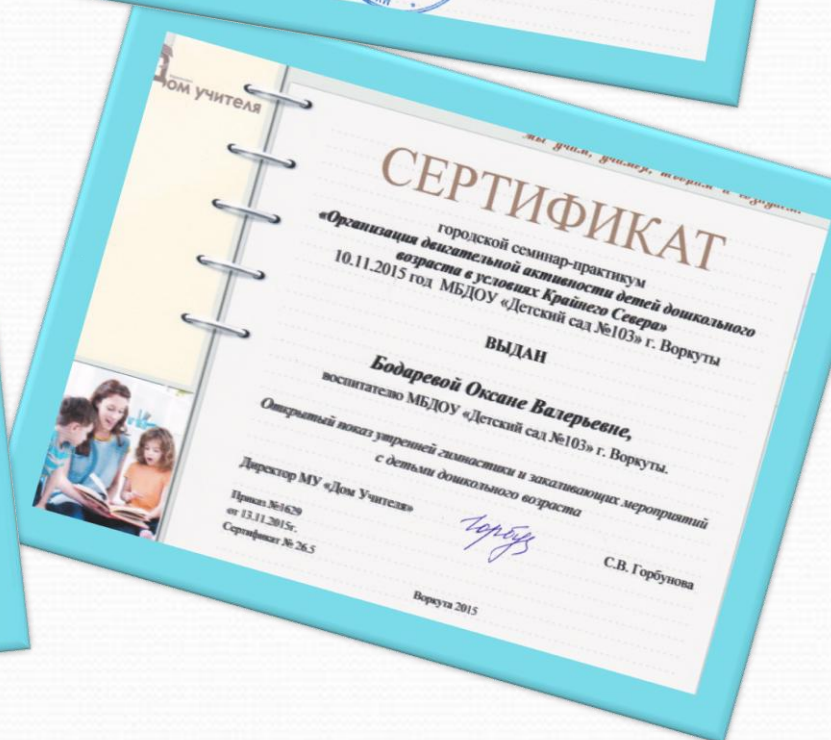 Дом учителя
мы учим, учимся, творим и созидаем!
СЕРТИФИКАТ
городской семинар-практикум
«Организация двигательной активности детей дошкольного
возраста в условиях Крайнего Севера»
10.11.2015 год МБДОУ «Детский сад №103» г. Воркуты
ВЫДАН
Бодаревой Оксане Валерьевне,
воспитателю МБДОУ «Детский сад №103» г. Воркуты.
Открытый показ утренней гимнастики и закаливающих мероприятий
с детьми дошкольного возраста
Директор МУ «Дом Учителя»
С.В. Горбунова
Приказ №1629
от 13.11.2015г.
Сертификат № 26.5
Воркута 2015